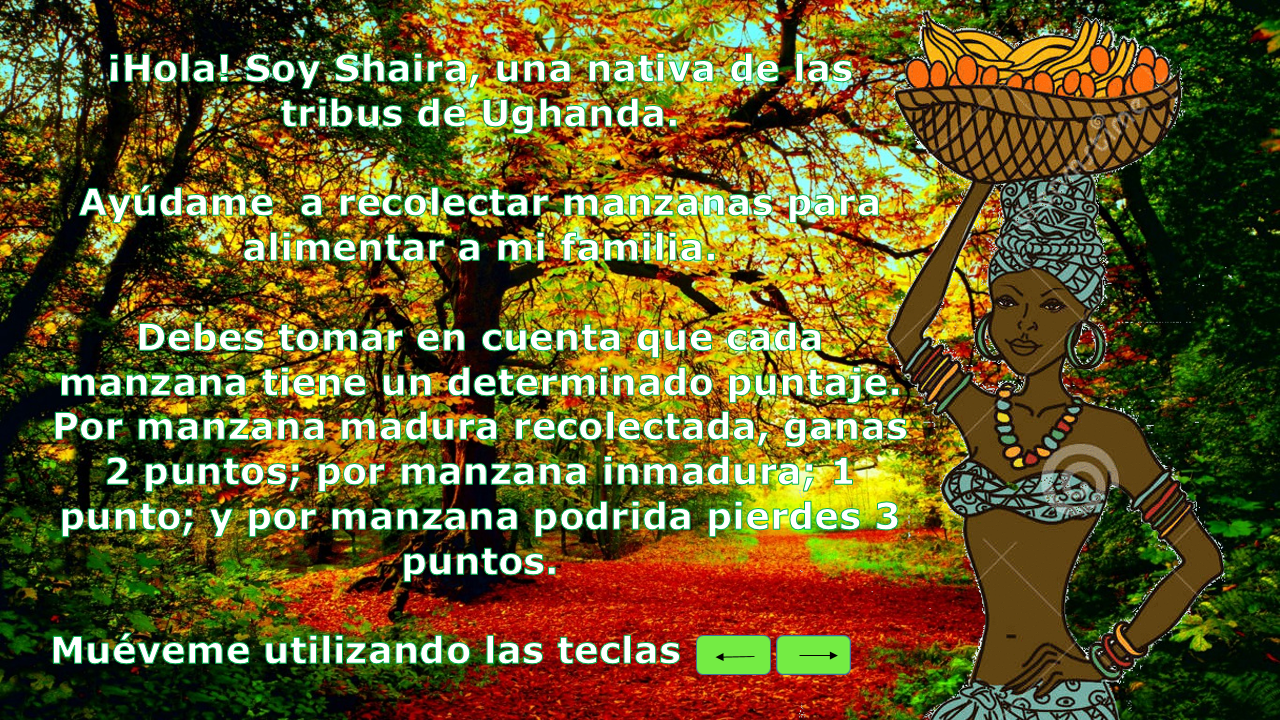 ¡Hola! Soy Shaira, una nativa de las
tribus de Ughanda.
Ayúdame  a recolectar manzanas para
alimentar a mi familia.
Debes tomar en cuenta que cada
manzana tiene un determinado puntaje.
Por manzana madura recolectada, ganas
2 puntos; por manzana inmadura; 1
punto; y por manzana podrida pierdes 3
puntos.
Muéveme utilizando las teclas